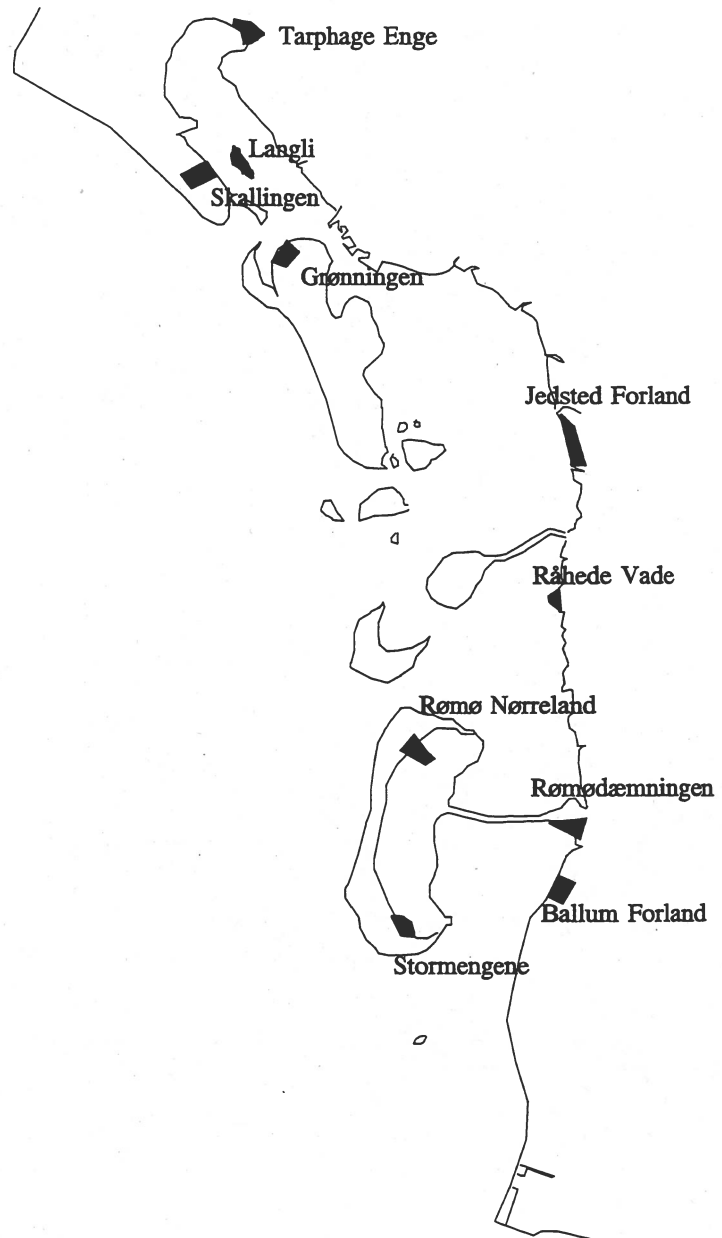 Tarphage Enge
Langli
Skallingen
Grønningen
Jedsted Forland
Råhede Vade
Rømø Nørreland
Rømødæmningen
Ballum Forland
Stormengene